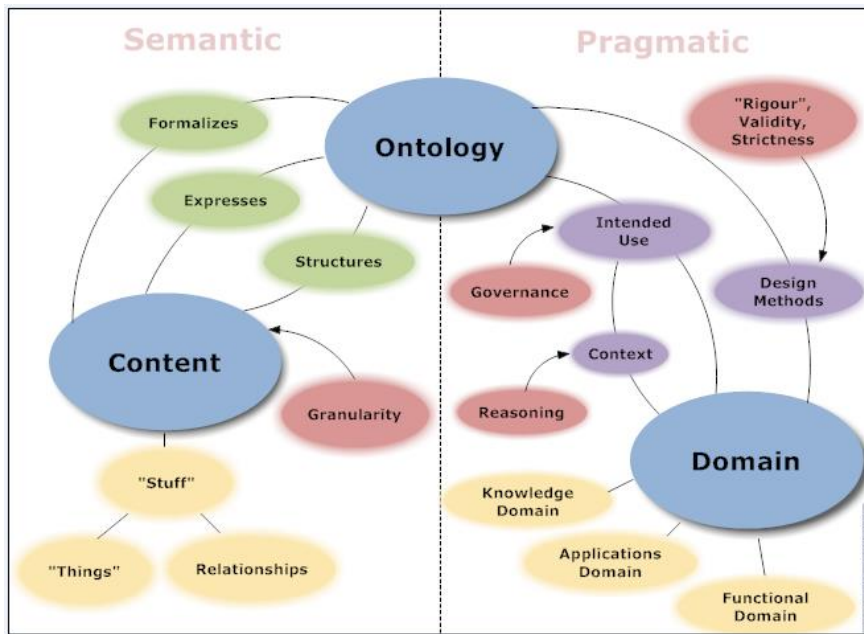 Semantic
Pragmatic
Formalizes
Ontology
"Rigour",
Validity,
Strictness
Expresses
Intended
Use
Structures
Governance
Design
Methods
Content
Context
Granularity
Reasoning
Domain
"Stuff"
Knowledge
Domain
"Things"
Relationships
Applications
Domain
Functional
Domain